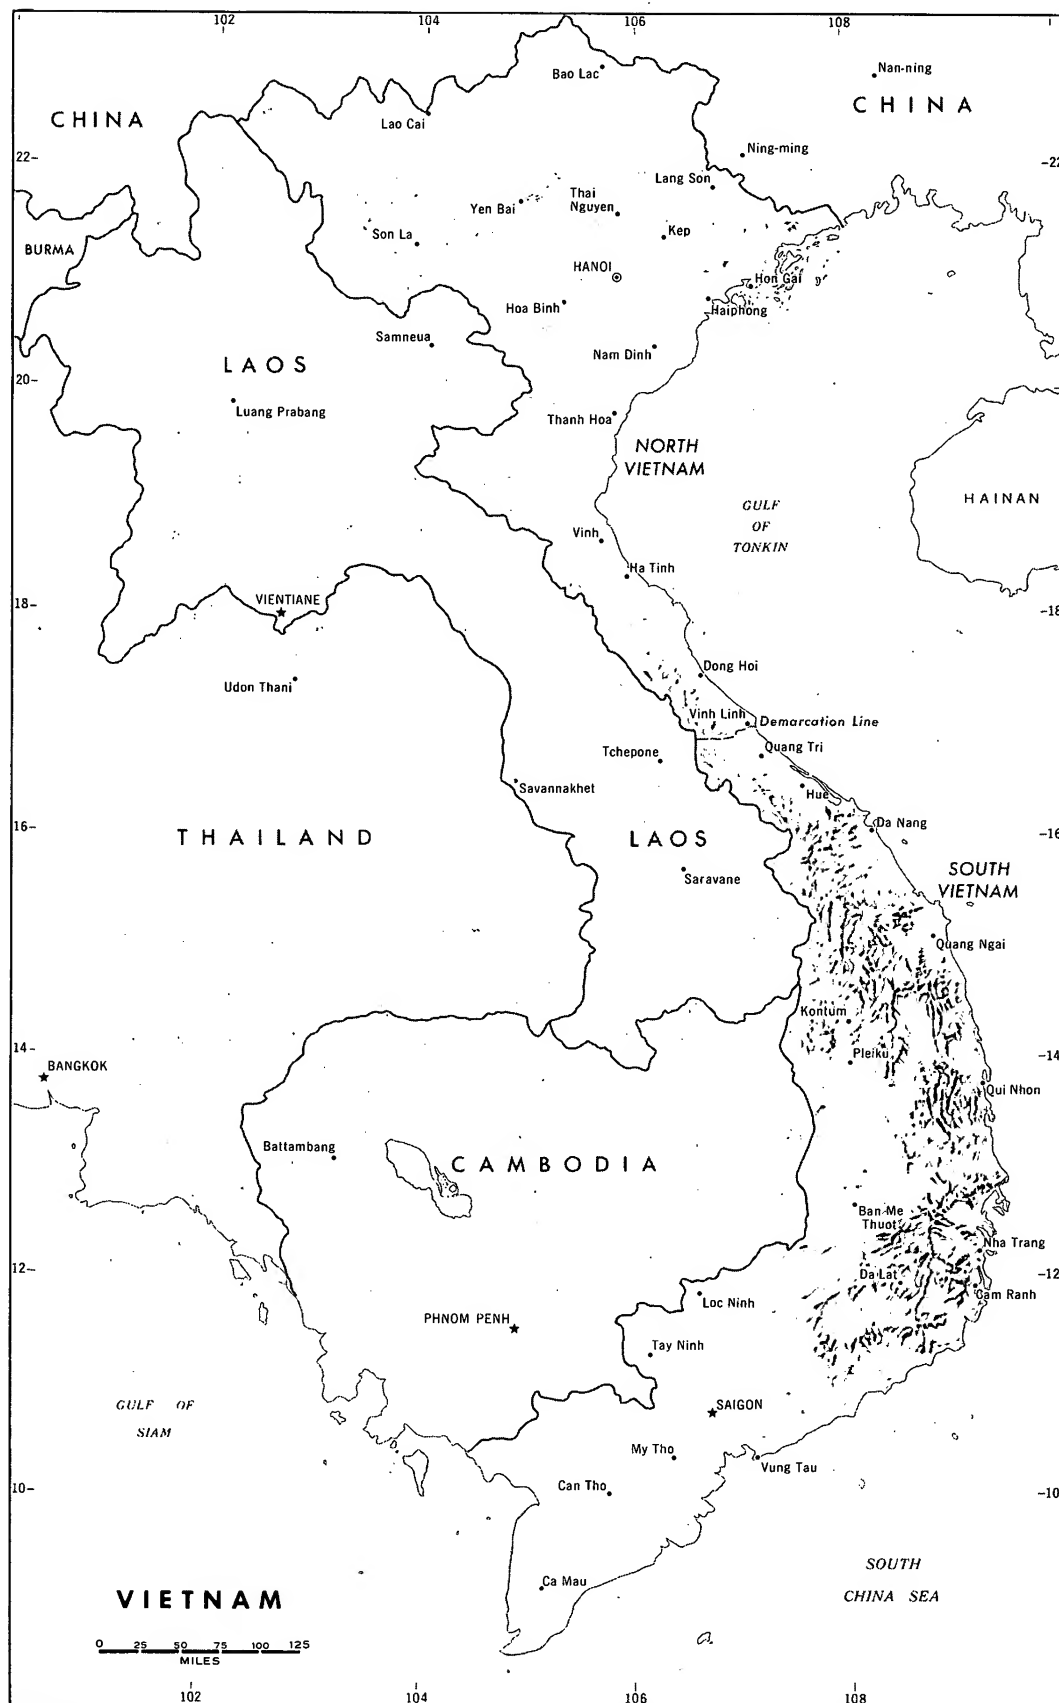 102
104
106
108
Bao Lac
Nan-ning
CHINA
CHINA
Lao Cai
22-
Ning-ming
-22
Lang Son
Thai
Nguyen
Yen Bai
Son La
Kep
BURMA
HANOI
Hon Gai
Hoa Binh
Haiphong
Samneua
Nam Dinh
LAOS
20-
Luang Prabang
Thanh Hoa
NORTH
VIETNAM
HAINAN
GULF
OF
TONKIN
Vinh
Ha Tinh
VIENTIANE
18-
-18
Dong Hoi
Udon Thani
Vinh Linh
Demarcation Line
Tchepone
Quang Tri
Savannakhet
Hue
Da Nang
16-
-16
THAILAND
LAOS
SOUTH
VIETNAM
Saravane
Quang Ngai
Kontum
14-
-14
Pleiku
BANGKOK
Qui Nhon
Battambang
CAMBODIA
Ban Me
Thuot
Nha Trang
12-
-12
Da Lat
Cam Ranh
Loc Ninh
PHNOM PENH
Tay Ninh
GULF OF
SIAM
SAIGON
My Tho
Vung Tau
Can Tho
10-
-10
SOUTH
CHINA SEA
Ca Mau
VIETNAM
0 25 50 75 100 125
MILES
102
104
106
108